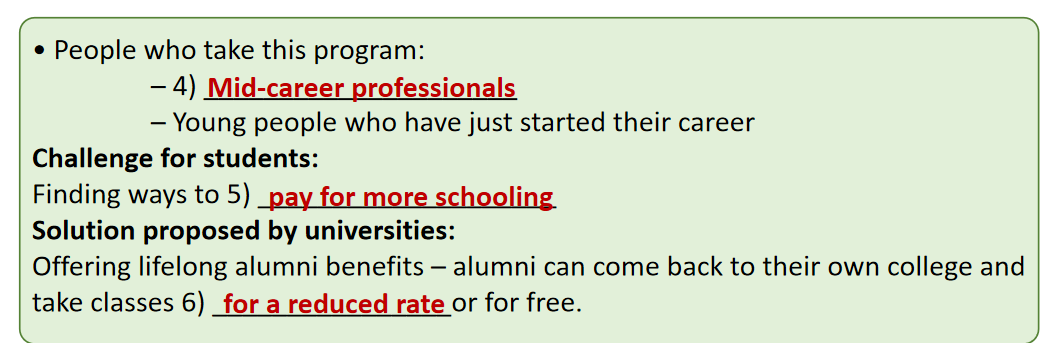 • People who take this program:
– 4) Mid-career professionals
– Young people who have just started their career
Challenge for students:
Finding ways to 5) pay for more schooling
Solution proposed by universities:
Offering lifelong alumni benefits – alumni can come back to their own college and
take classes 6) for a reduced rate or for free.